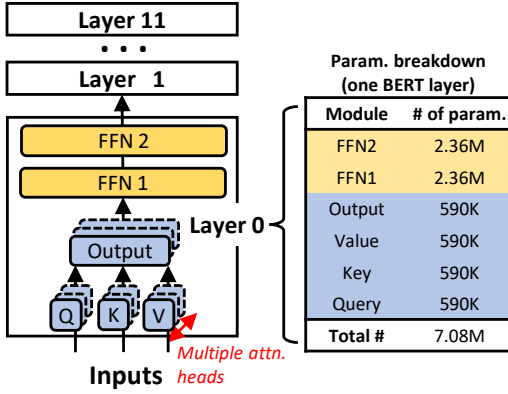 Layer 11
• • •
Layer 1
FFN 2
FFN 1
Output
Q K V
Multiple attn.
heads
Inputs
Layer 0
Param. breakdown
(one BERT layer)
Module # of param.
FFN2 2.36M
FFN1 2.36M
Output 590K
Value 590K
Key 590K
Query 590K
Total # 7.08M